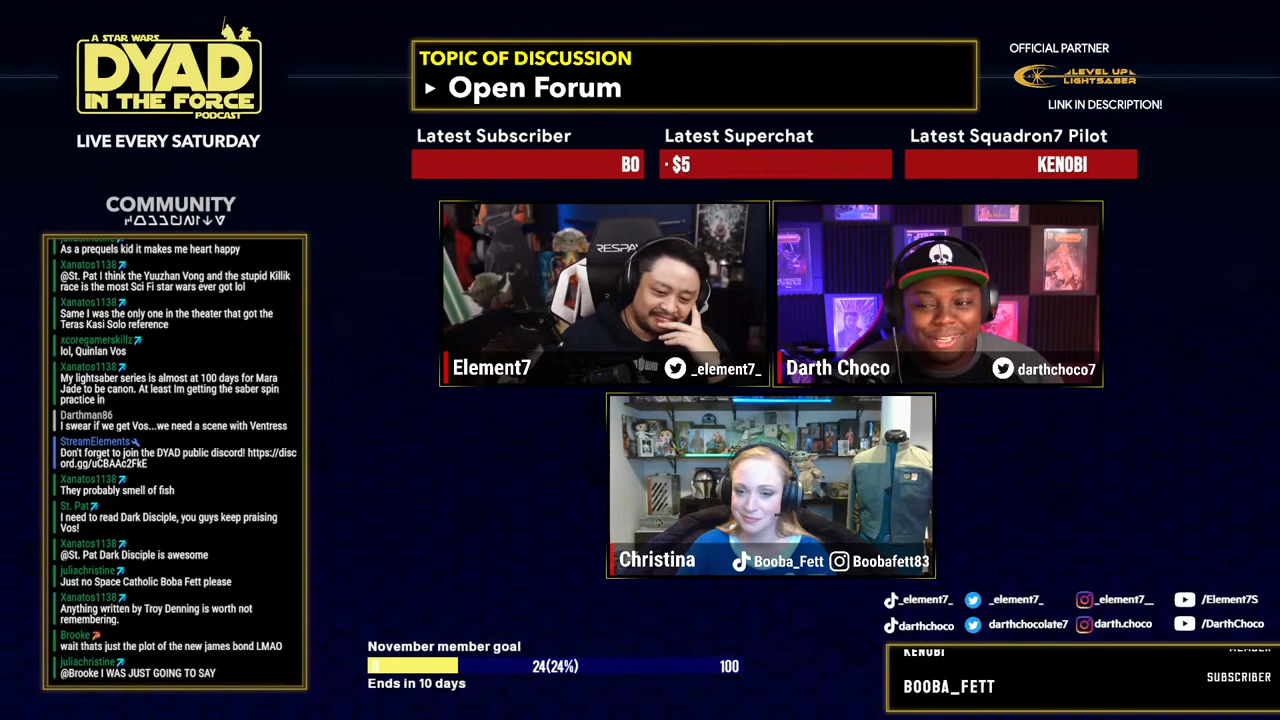 A STAR WARS
DYAD
IN THE FORCE
PODCAST
LIVE EVERY SATURDAY
TOPIC OF DISCUSSION
Open Forum
OFFICIAL PARTNER
LEVEL UP
LIGHTSABER
LINK IN DESCRIPTION!
Latest Subscriber
Latest Superchat
Latest Squadron7 Pilot
BO
· $5
KENOBI
COMMUNITY
As a prequels kid it makes me heart happy
Xanatos1138
@St. Pat I think the Yuuzhan Vong and the stupid Killik
race is the most Sci Fi star wars ever got lol
Xanatos1138
Same I was the only one in the theater that got the
Teras Kasi Solo reference
xcoregamerskillz
lol, Quinlan Vos
Xanatos1138
My lightsaber series is almost at 100 days for Mara
Jade to be canon. At least Im getting the saber spin
practice in
Darthman86
I swear if we get Vos...we need a scene with Ventress
StreamElements
Don't forget to join the DYAD public discord! https://disc
ord.gg/uCBAAc2FkE
Xanatos1138
They probably smell of fish
St. Pat
I need to read Dark Disciple, you guys keep praising
Vos!
Xanatos1138
@St. Pat Dark Disciple is awesome
juliachristine
Just no Space Catholic Boba Fett please
Xanatos1138
Anything written by Troy Denning is worth not
remembering.
Brooke
wait thats just the plot of the new james bond LMAO
juliachristine
@Brooke I WAS JUST GOING TO SAY
RESPA
Element7
_element7_
Darth Choco
darthchoco7
Christina
Booba_Fett
Boobafett83
November member goal
0
24(24%)
100
Ends in 10 days
_element7_
_element7_
_element7__
/Element7S
darthchoco
darthchocolate7
darth.choco
/DarthChoco
KENOBI
MEMBER
BOOBA_FETT
SUBSCRIBER